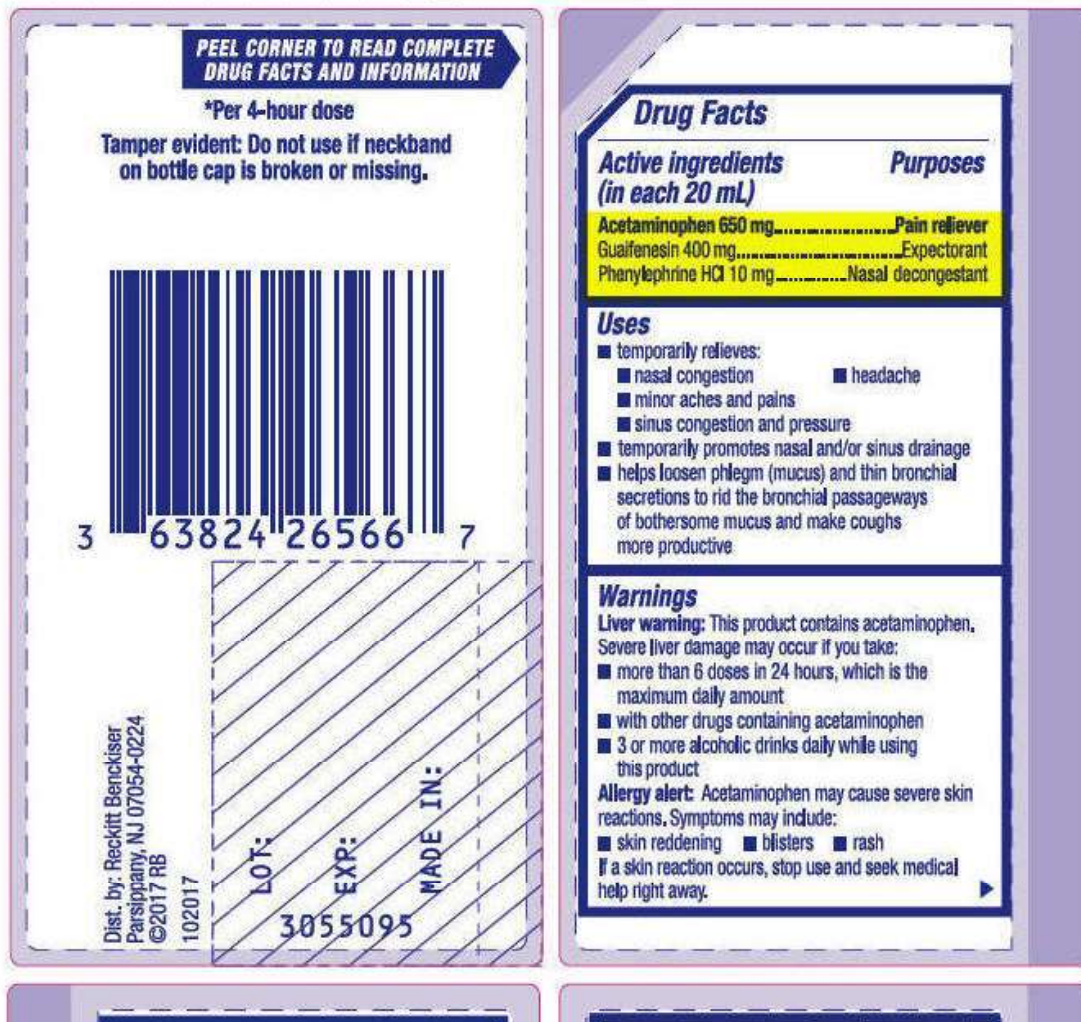 PEEL CORNER TO READ COMPLETE
DRUG FACTS AND INFORMATION
*Per 4-hour dose
Tamper evident: Do not use if neckband
on bottle cap is broken or missing.
3 63824 26566 7
Dist. by: Reckitt Benckiser
Parsippany, NJ 07054-0224
©2017 RB
102017
LOT:
EXP:
MADE IN:
3055095
Drug Facts
Active ingredients Purposes
(in each 20 mL)
Acetaminophen 650 mg......................Pain reliever
Guaifenesin 400 mg..............................Expectorant
Phenylephrine HCl 10 mg.............Nasal decongestant
Uses
■ temporarily relieves:
■ nasal congestion ■ headache
■ minor aches and pains
■ sinus congestion and pressure
■ temporarily promotes nasal and/or sinus drainage
■ helps loosen phlegm (mucus) and thin bronchial
secretions to rid the bronchial passageways
of bothersome mucus and make coughs
more productive
Warnings
Liver warning: This product contains acetaminophen.
Severe liver damage may occur if you take:
■ more than 6 doses in 24 hours, which is the
maximum daily amount
■ with other drugs containing acetaminophen
■ 3 or more alcoholic drinks daily while using
this product
Allergy alert: Acetaminophen may cause severe skin
reactions. Symptoms may include:
■ skin reddening ■ blisters ■ rash
If a skin reaction occurs, stop use and seek medical
help right away.